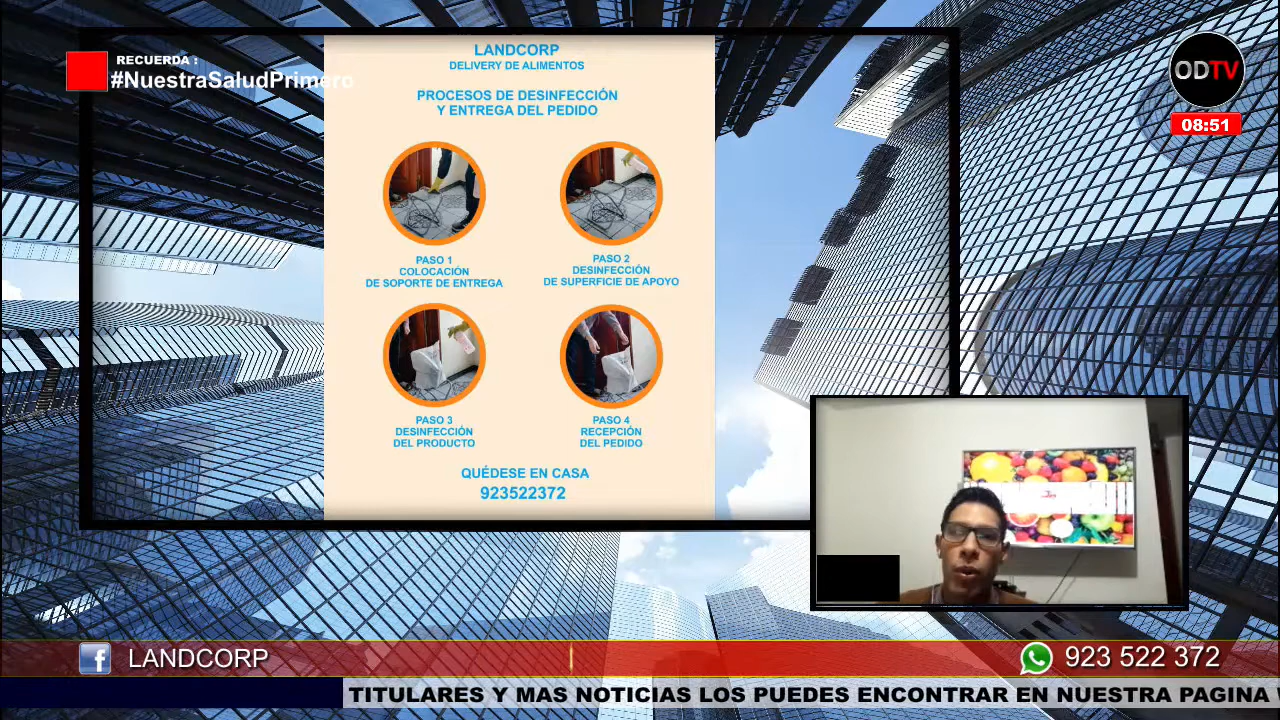 RECUERDA :
#NuestraSaludPrimero
LANDCORP
DELIVERY DE ALIMENTOS
PROCESOS DE DESINFECCIÓN
Y ENTREGA DEL PEDIDO
PASO 1
COLOCACIÓN
DE SOPORTE DE ENTREGA
PASO 2
DESINFECCIÓN
DE SUPERFICIE DE APOYO
PASO 3
DESINFECCIÓN
DEL PRODUCTO
PASO 4
RECEPCIÓN
DEL PEDIDO
QUÉDESE EN CASA
923522372
ODTV
08:51
f LANDCORP
923 522 372
TITULARES Y MAS NOTICIAS LOS PUEDES ENCONTRAR EN NUESTRA PAGINA